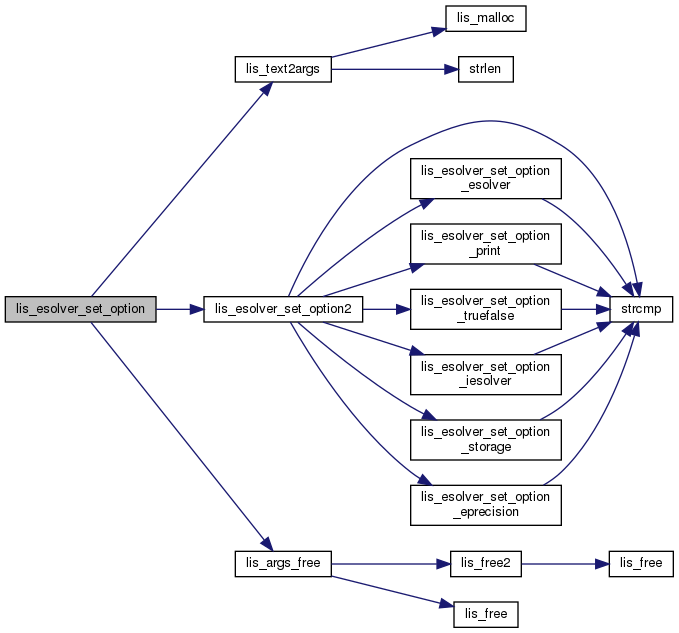 lis_malloc
lis_text2args
strlen
lis_esolver_set_option
_esolver
lis_esolver_set_option
_print
lis_esolver_set_option
lis_esolver_set_option2
lis_esolver_set_option
_truefalse
strcmp
lis_esolver_set_option
_iesolver
lis_esolver_set_option
_storage
lis_esolver_set_option
_eprecision
lis_args_free
lis_free2
lis_free
lis_free